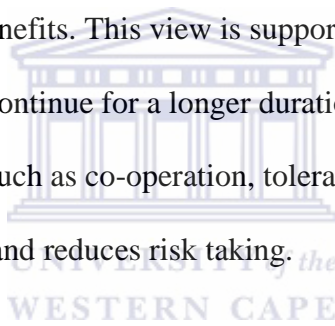 nefits. This view is suppor
ontinue for a longer duratio
uch as co-operation, tolera
and reduces risk taking.
UNIVERSITY of the
WESTERN CAPE